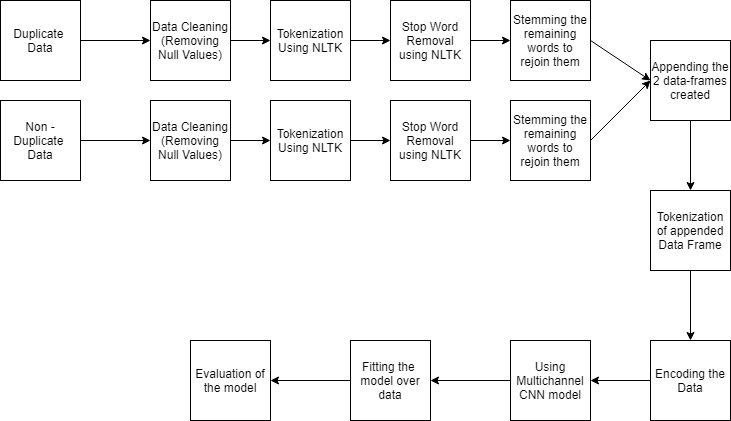 Duplicate
Data
Data Cleaning
(Removing
Null Values)
Tokenization
Using NLTK
Stop Word
Removal
using NLTK
Stemming the
remaining
words to
rejoin them
Non -
Duplicate
Data
Data Cleaning
(Removing
Null Values)
Tokenization
Using NLTK
Stop Word
Removal
using NLTK
Stemming the
remaining
words to
rejoin them
Appending the
2 data-frames
created
Tokenization
of appended
Data Frame
Encoding the
Data
Using
Multichannel
CNN model
Fitting the
model over
data
Evaluation of
the model